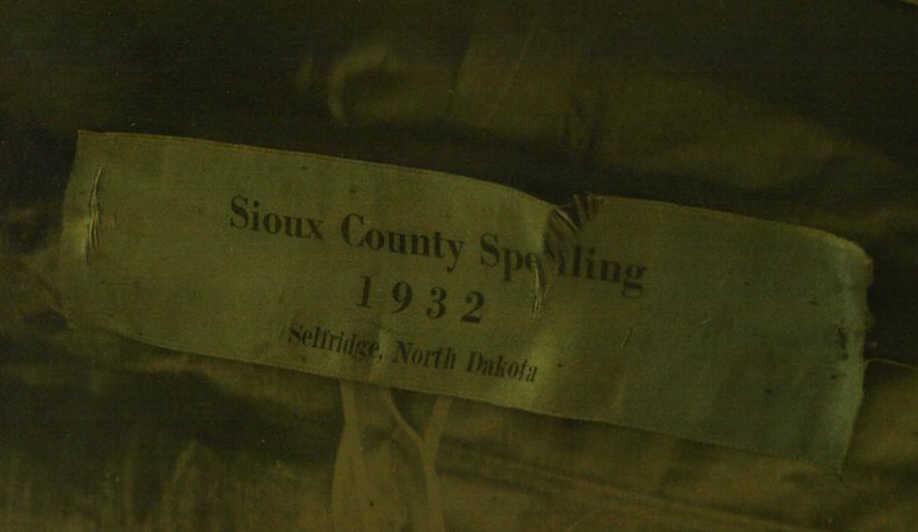 Sioux County Spelling
1932
Selfridge, North Dakota